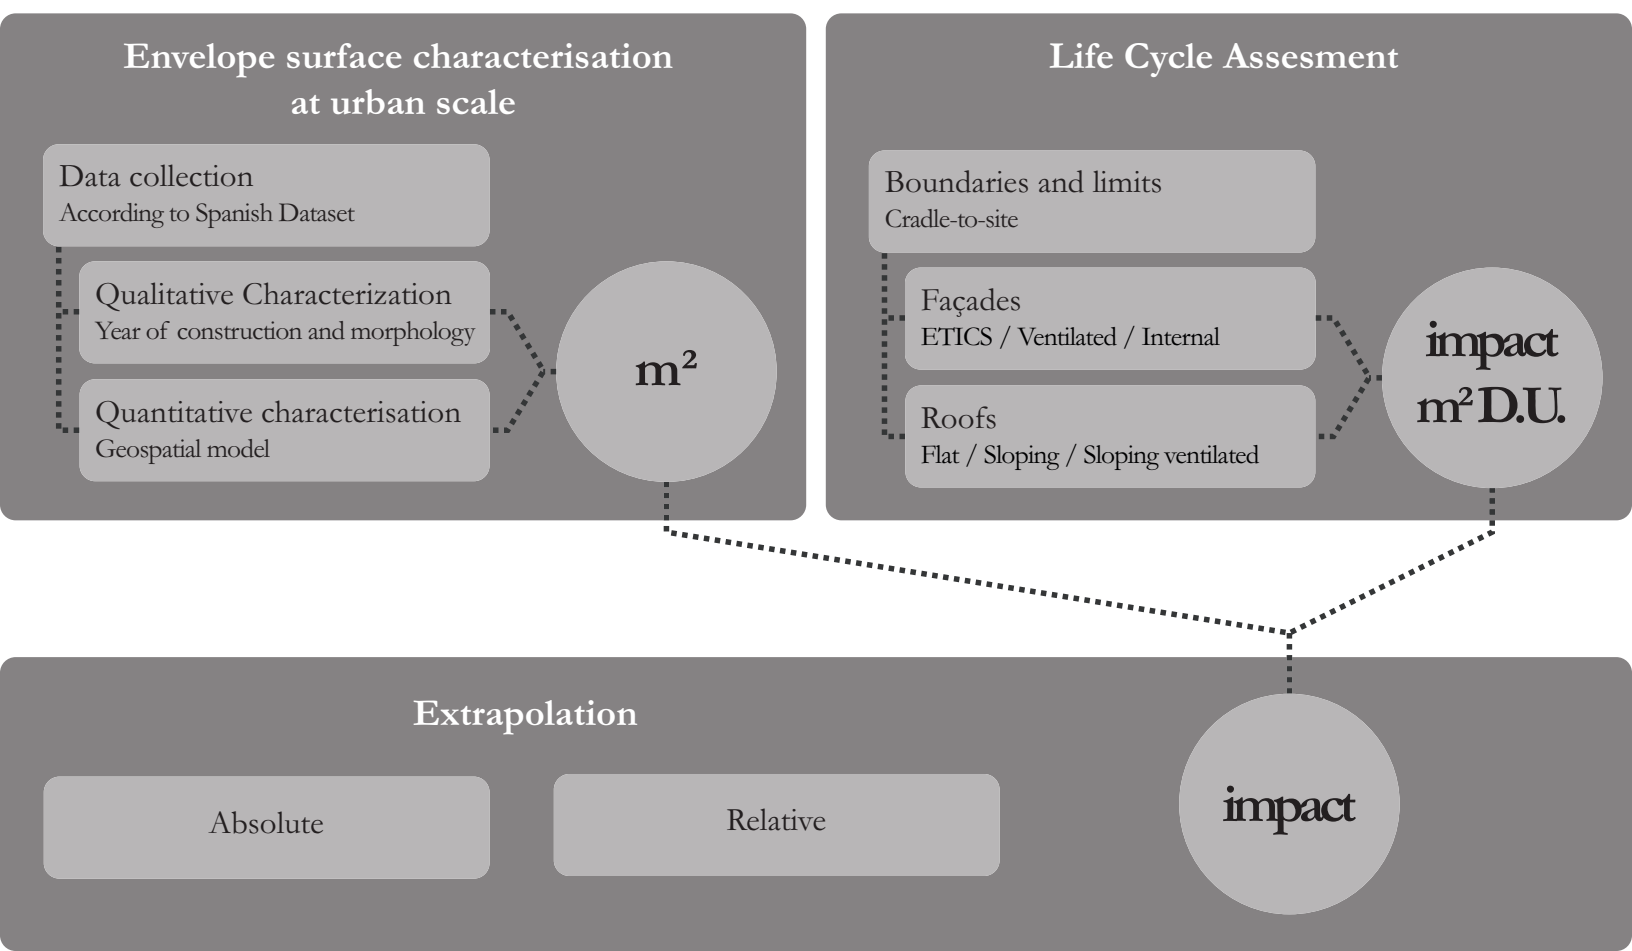 Envelope surface characterisation
at urban scale
Data collection
According to Spanish Dataset
Qualitative Characterization
Year of construction and morphology
Quantitative characterisation
Geospatial model
m²
Life Cycle Assesment
Boundaries and limits
Cradle-to-site
Façades
ETICS / Ventilated / Internal
Roofs
Flat / Sloping / Sloping ventilated
impact
m² D.U.
Extrapolation
Absolute
Relative
impact